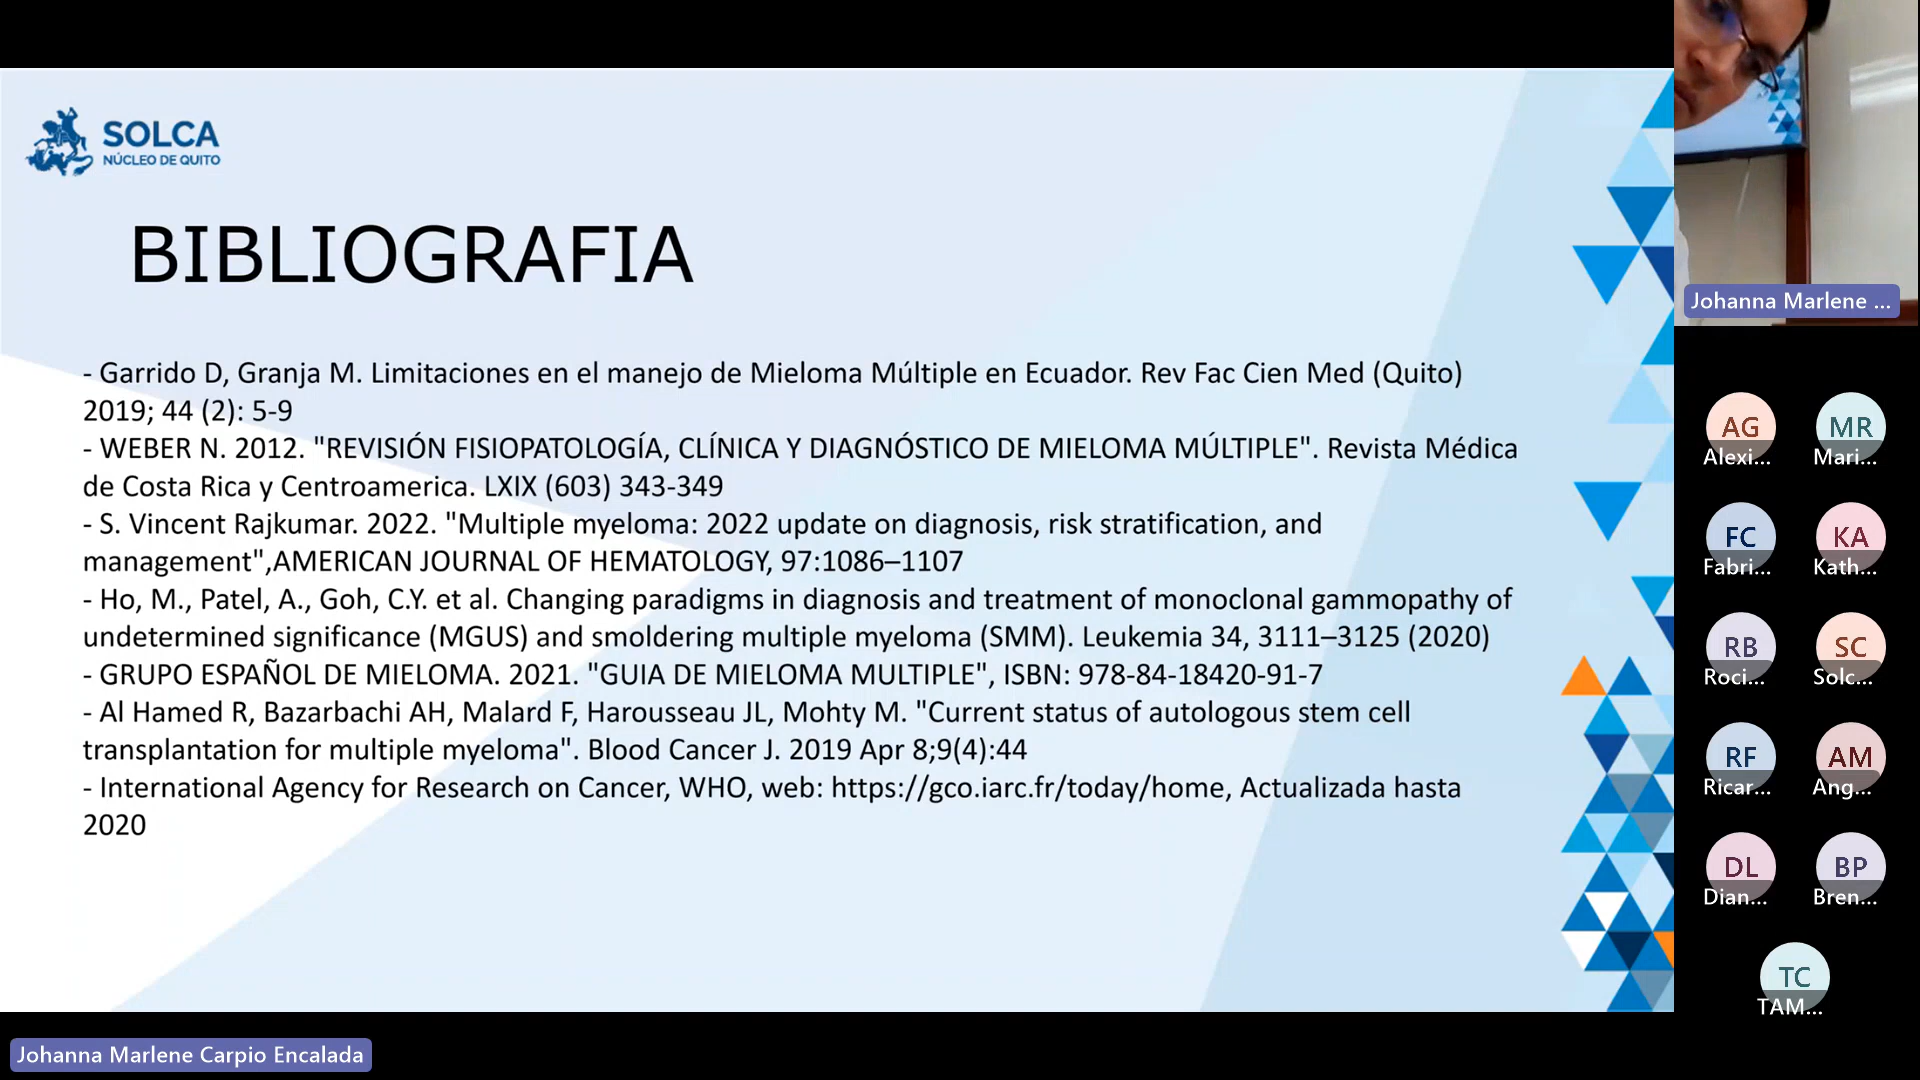 SOLCA
NÚCLEO DE QUITO
BIBLIOGRAFIA
- Garrido D, Granja M. Limitaciones en el manejo de Mieloma Múltiple en Ecuador. Rev Fac Cien Med (Quito)
2019; 44 (2): 5-9
- WEBER N. 2012. "REVISIÓN FISIOPATOLOGÍA, CLÍNICA Y DIAGNÓSTICO DE MIELOMA MÚLTIPLE". Revista Médica
de Costa Rica y Centroamerica. LXIX (603) 343-349
- S. Vincent Rajkumar. 2022. "Multiple myeloma: 2022 update on diagnosis, risk stratification, and
management",AMERICAN JOURNAL OF HEMATOLOGY, 97:1086–1107
- Ho, M., Patel, A., Goh, C.Y. et al. Changing paradigms in diagnosis and treatment of monoclonal gammopathy of
undetermined significance (MGUS) and smoldering multiple myeloma (SMM). Leukemia 34, 3111–3125 (2020)
- GRUPO ESPAÑOL DE MIELOMA. 2021. "GUIA DE MIELOMA MULTIPLE", ISBN: 978-84-18420-91-7
- Al Hamed R, Bazarbachi AH, Malard F, Harousseau JL, Mohty M. "Current status of autologous stem cell
transplantation for multiple myeloma". Blood Cancer J. 2019 Apr 8;9(4):44
- International Agency for Research on Cancer, WHO, web: https://gco.iarc.fr/today/home, Actualizada hasta
2020
Johanna Marlene Carpio Encalada
Johanna Marlene ...
AG MR
Alexi... Mari...
FC KA
Fabri... Kath...
RB SC
Roci... Solc...
RF AM
Ricar... Ang...
DL BP
Dian... Bren...
TC
TAM...